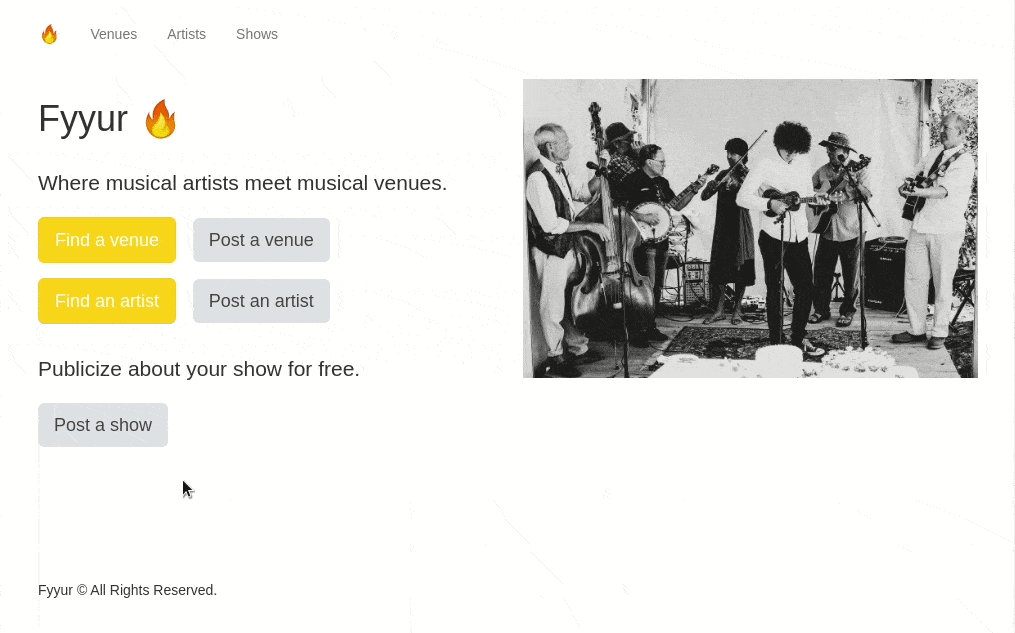 Venues Artists Shows
Fyyur 🔥
Where musical artists meet musical venues.
Find a venue Post a venue
Find an artist Post an artist
Publicize about your show for free.
Post a show
Fyyur © All Rights Reserved.